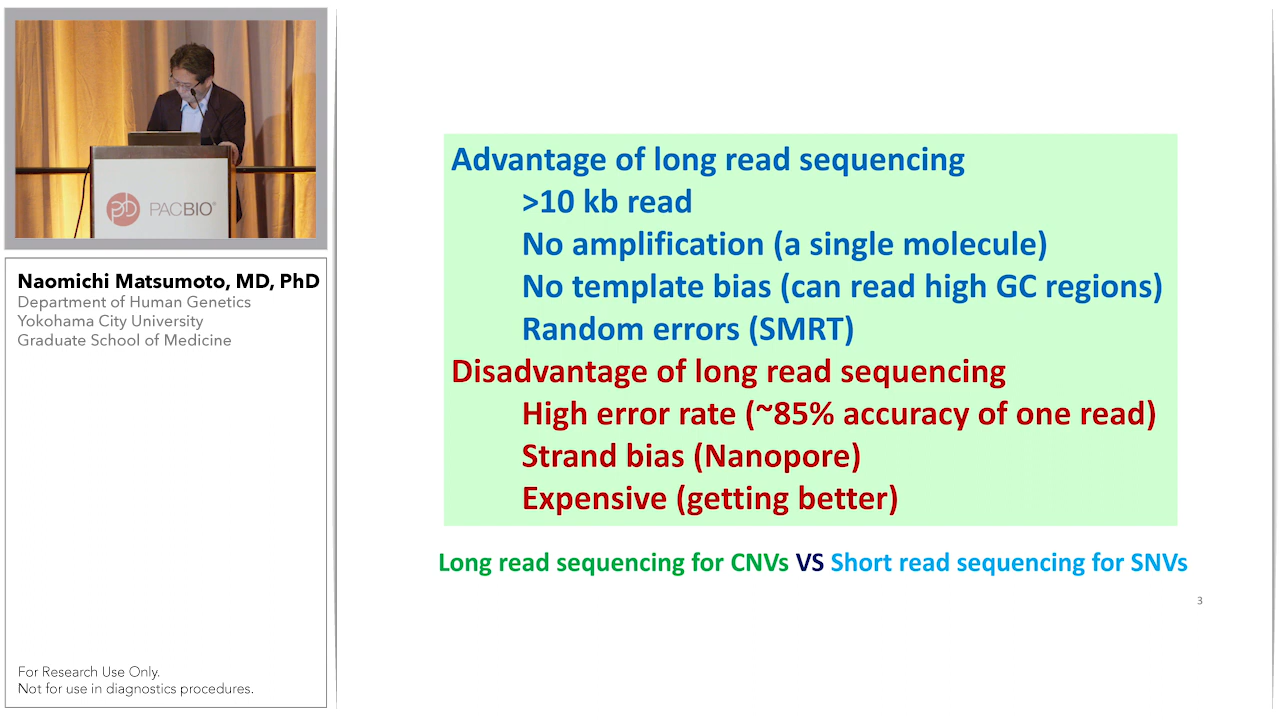 PACBIO®
Naomichi Matsumoto, MD, PhD
Department of Human Genetics
Yokohama City University
Graduate School of Medicine
For Research Use Only.
Not for use in diagnostics procedures.
Advantage of long read sequencing
>10 kb read
No amplification (a single molecule)
No template bias (can read high GC regions)
Random errors (SMRT)
Disadvantage of long read sequencing
High error rate (~85% accuracy of one read)
Strand bias (Nanopore)
Expensive (getting better)
Long read sequencing for CNVs VS Short read sequencing for SNVs
3